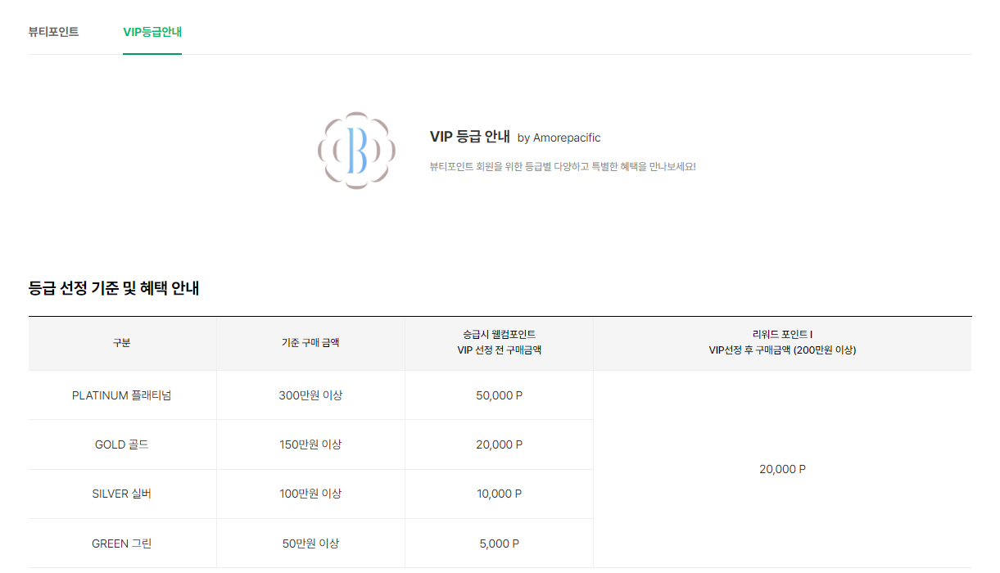 뷰티포인트 VIP등급안내
B
VIP 등급 안내 by Amorepacific
뷰티포인트 회원을 위한 등급별 다양하고 특별한 혜택을 만나보세요!
등급 선정 기준 및 혜택 안내
구분 기준 구매 금액 승급시 웰컴포인트 리워드 포인트 I
VIP 선정 전 구매금액 VIP선정 후 구매금액 (200만원 이상)
PLATINUM 플래티넘 300만원 이상 50,000 P
GOLD 골드 150만원 이상 20,000 P
20,000 P
SILVER 실버 100만원 이상 10,000 P
GREEN 그린 50만원 이상 5,000 P